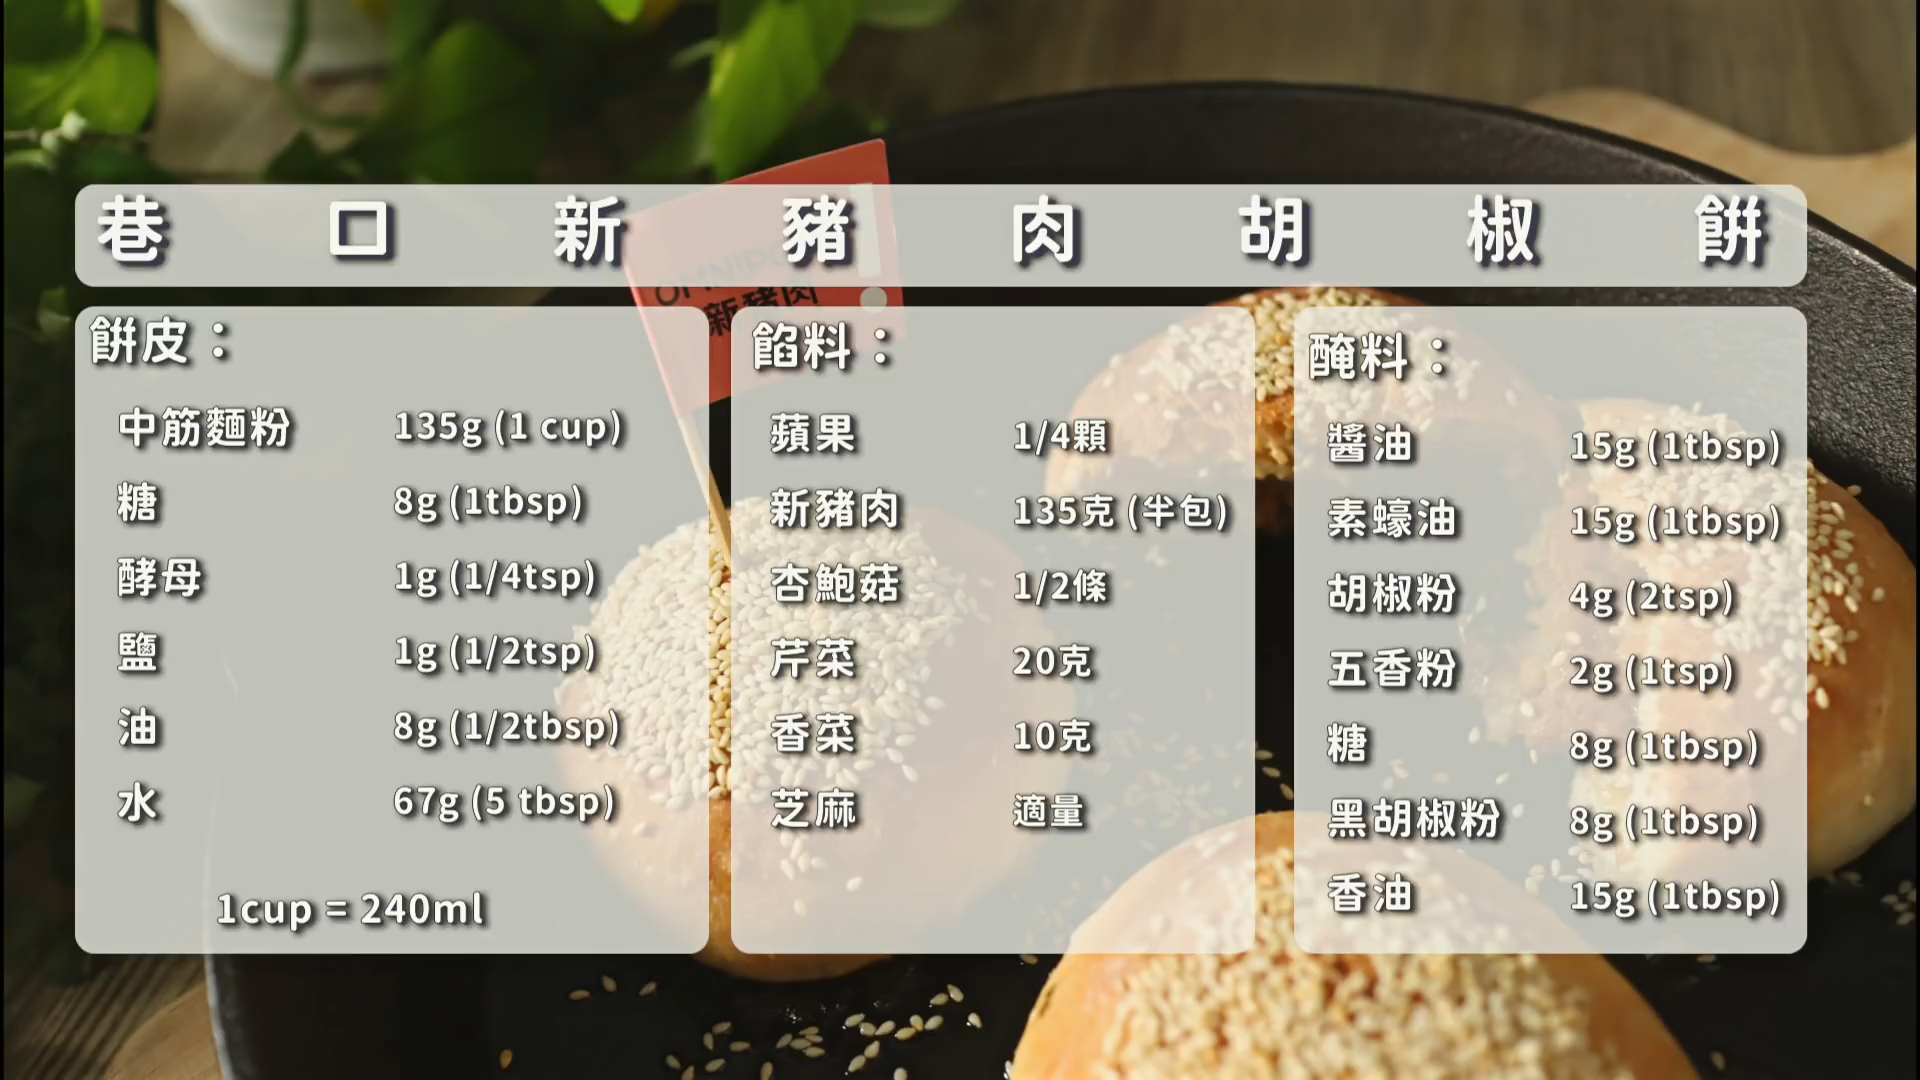 巷口新豬肉胡椒餅
OMNIPO
新豬肉
餅皮：
中筋麵粉 135g (1 cup)
糖 8g (1tbsp)
酵母 1g (1/4tsp)
鹽 1g (1/2tsp)
油 8g (1/2tbsp)
水 67g (5 tbsp)
1cup = 240ml
餡料：
蘋果 1/4顆
新豬肉 135克 (半包)
杏鮑菇 1/2條
芹菜 20克
香菜 10克
芝麻 適量
醃料：
醬油 15g (1tbsp)
素蠔油 15g (1tbsp)
胡椒粉 4g (2tsp)
五香粉 2g (1tsp)
糖 8g (1tbsp)
黑胡椒粉 8g (1tbsp)
香油 15g (1tbsp)